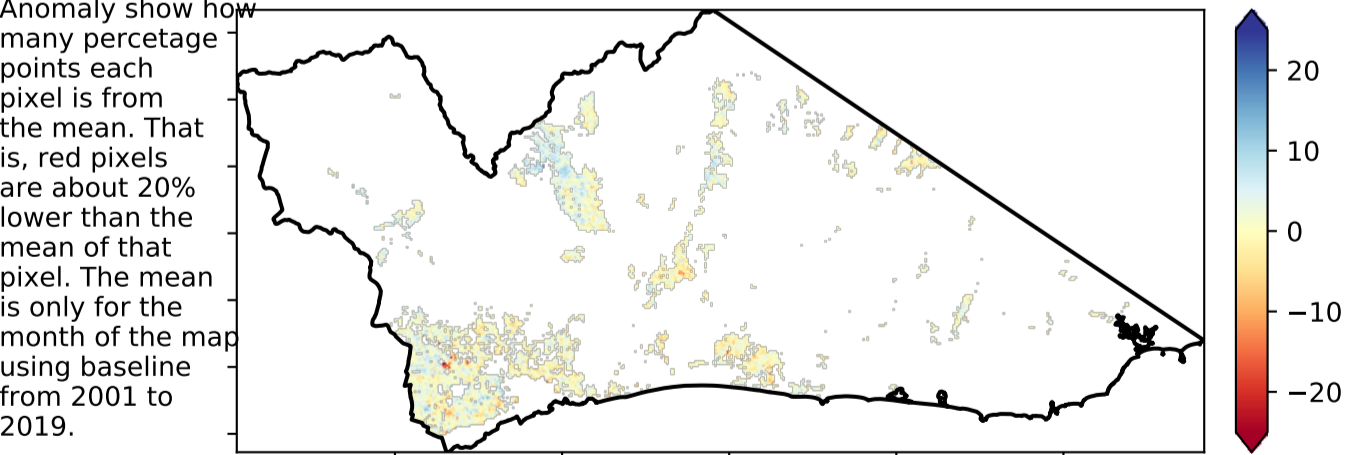 Anomaly show how
many percetage
points each
pixel is from
the mean. That
is, red pixels
are about 20%
lower than the
mean of that
pixel. The mean
is only for the
month of the map
using baseline
from 2001 to
2019.
20
10
0
−10
−20